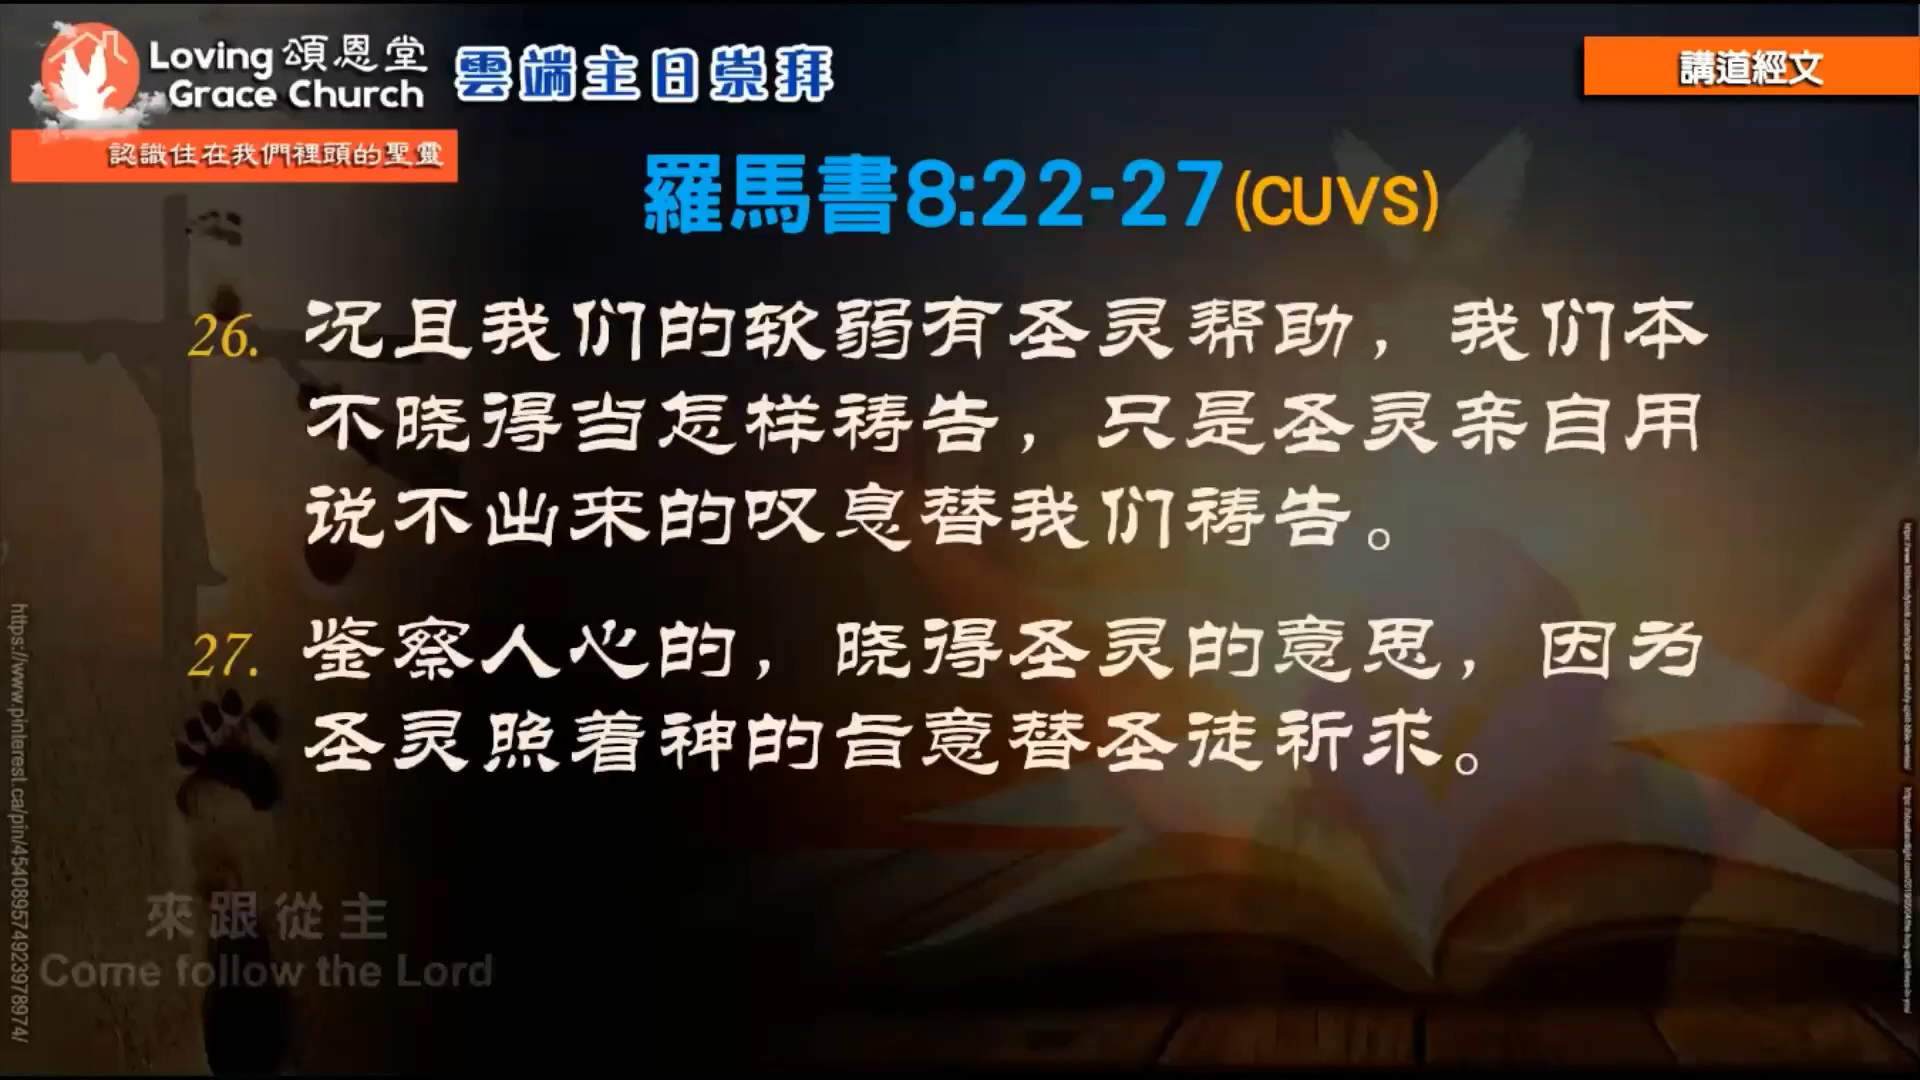 Loving 頌恩堂
Grace Church
雲端主日崇拜
講道經文
認識住在我們裡頭的聖靈
羅馬書8:22-27(CUVS)
26. 况且我们的软弱有圣灵帮助，我们本
不晓得当怎样祷告，只是圣灵亲自用
说不出来的叹息替我们祷告。
27. 鉴察人心的，晓得圣灵的意思，因为
圣灵照着神的旨意替圣徒祈求。
來跟從主
Come follow the Lord
https://www.pinterest.ca/pin/454089574923978974/